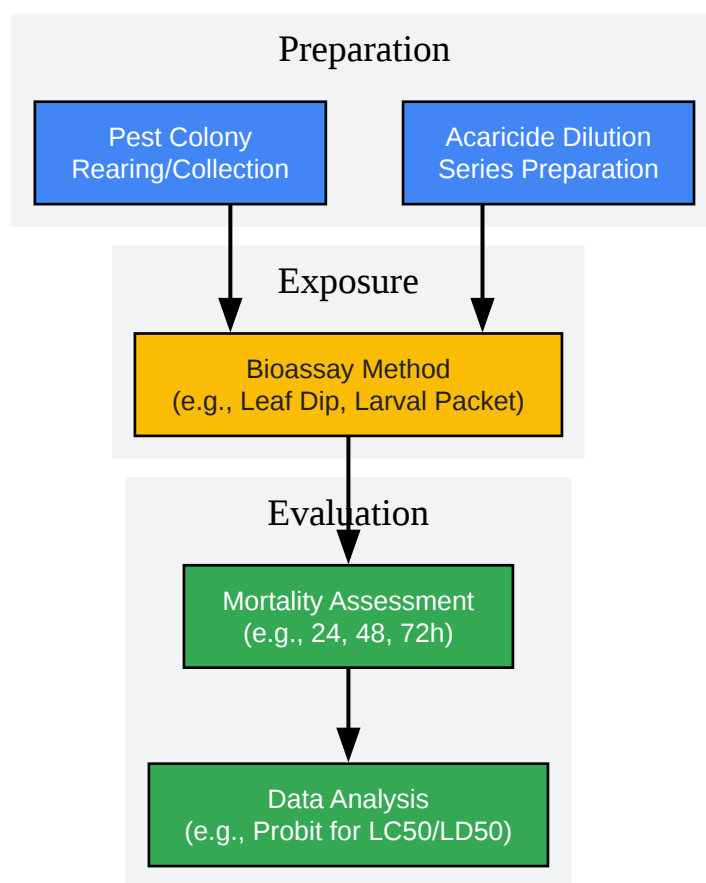 Preparation
Pest Colony
Rearing/Collection
Acaricide Dilution
Series Preparation
Exposure
Bioassay Method
(e.g., Leaf Dip, Larval Packet)
Evaluation
Mortality Assessment
(e.g., 24, 48, 72h)
Data Analysis
(e.g., Probit for LC50/LD50)